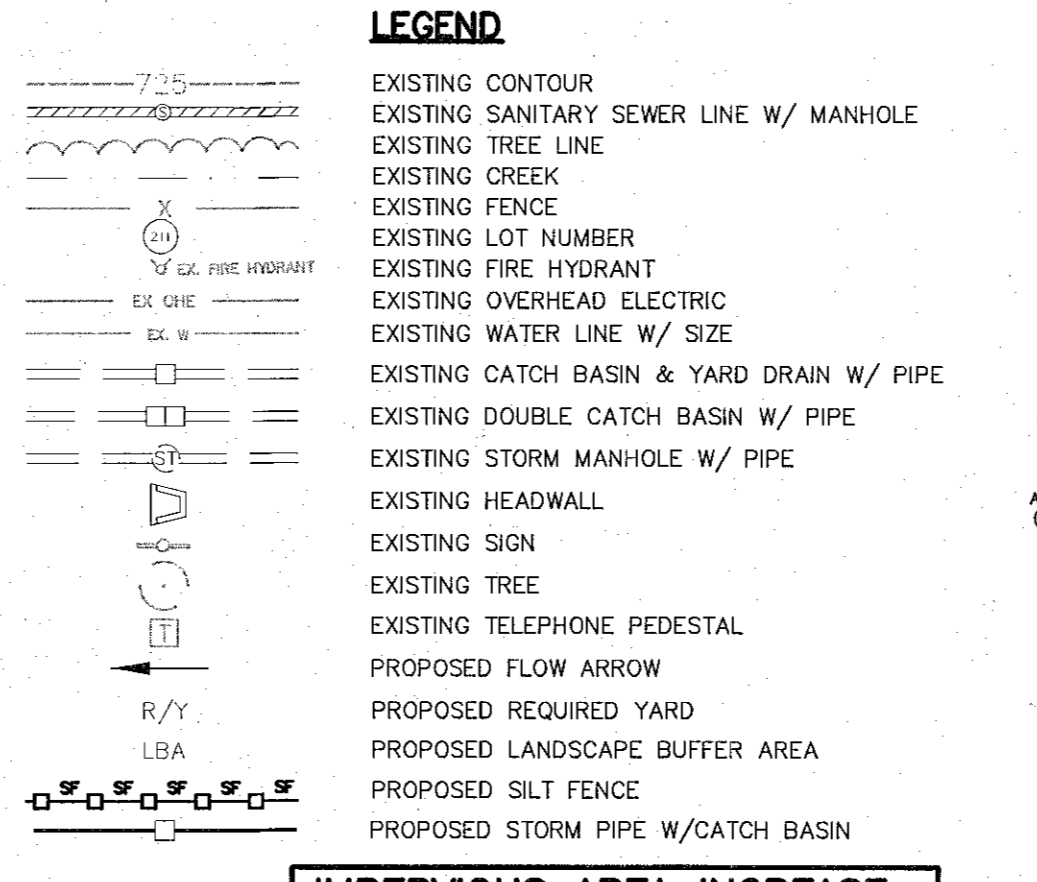 LEGEND
725 EXISTING CONTOUR
S EXISTING SANITARY SEWER LINE W/ MANHOLE
EXISTING TREE LINE
EXISTING CREEK
X EXISTING FENCE
211 EXISTING LOT NUMBER
EX. FIRE HYDRANT EXISTING FIRE HYDRANT
EX OHE EXISTING OVERHEAD ELECTRIC
EX. W EXISTING WATER LINE W/ SIZE
EXISTING CATCH BASIN & YARD DRAIN W/ PIPE
EXISTING DOUBLE CATCH BASIN W/ PIPE
ST EXISTING STORM MANHOLE W/ PIPE
EXISTING HEADWALL
EXISTING SIGN
EXISTING TREE
T EXISTING TELEPHONE PEDESTAL
PROPOSED FLOW ARROW
R/Y PROPOSED REQUIRED YARD
LBA PROPOSED LANDSCAPE BUFFER AREA
SF SF SF SF SF PROPOSED SILT FENCE
PROPOSED STORM PIPE W/CATCH BASIN
IMPERVIOUS AREA INCREASE